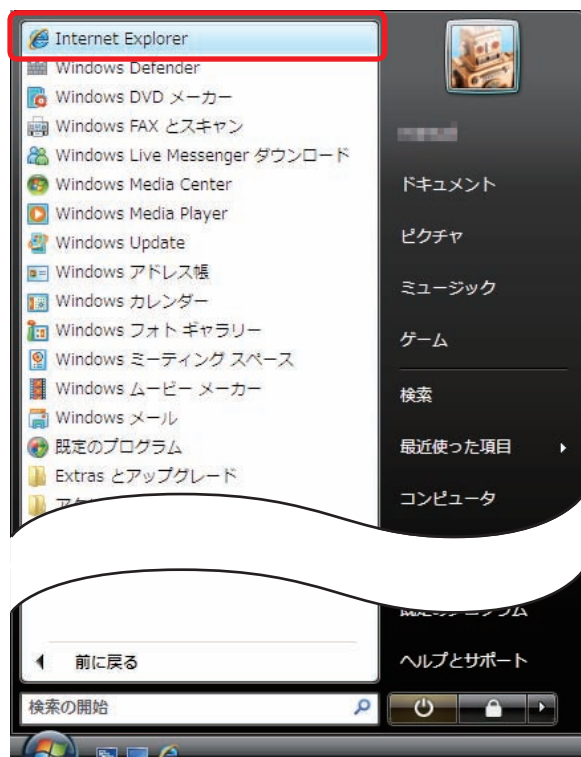 Internet Explorer
Windows Defender
Windows DVD メーカー
Windows FAX とスキャン
Windows Live Messenger ダウンロード
Windows Media Center
Windows Media Player
Windows Update
Windows アドレス帳
Windows カレンダー
Windows フォト ギャラリー
Windows ミーティング スペース
Windows ムービー メーカー
Windows メール
既定のプログラム
Extras とアップグレード
前に戻る
検索の開始
ドキュメント
ピクチャ
ミュージック
ゲーム
検索
最近使った項目
コンピュータ
ヘルプとサポート